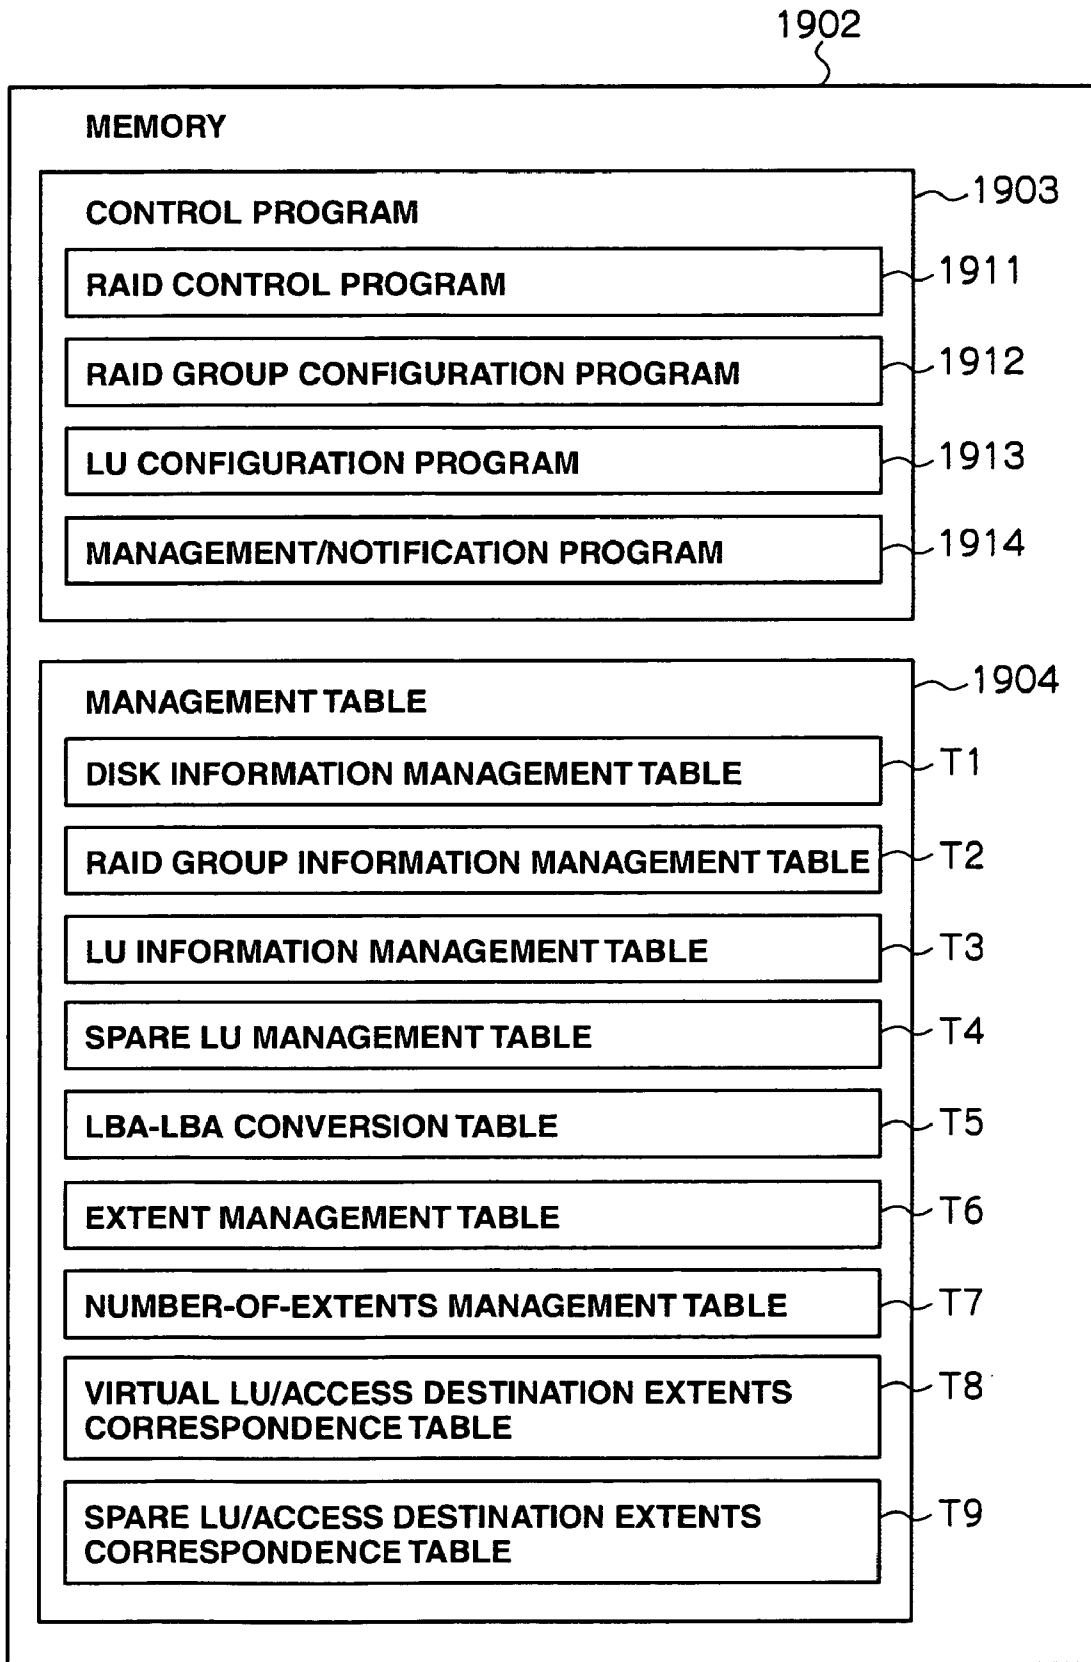 1902
MEMORY
1903
CONTROL PROGRAM
RAID CONTROL PROGRAM
1911
RAID GROUP CONFIGURATION PROGRAM
1912
LU CONFIGURATION PROGRAM
1913
MANAGEMENT/NOTIFICATION PROGRAM
1914
1904
MANAGEMENT TABLE
DISK INFORMATION MANAGEMENT TABLE
T1
RAID GROUP INFORMATION MANAGEMENT TABLE
T2
LU INFORMATION MANAGEMENT TABLE
T3
SPARE LU MANAGEMENT TABLE
T4
LBA-LBA CONVERSION TABLE
T5
EXTENT MANAGEMENT TABLE
T6
NUMBER-OF-EXTENTS MANAGEMENT TABLE
T7
VIRTUAL LU/ACCESS DESTINATION EXTENTS
CORRESPONDENCE TABLE
T8
SPARE LU/ACCESS DESTINATION EXTENTS
CORRESPONDENCE TABLE
T9